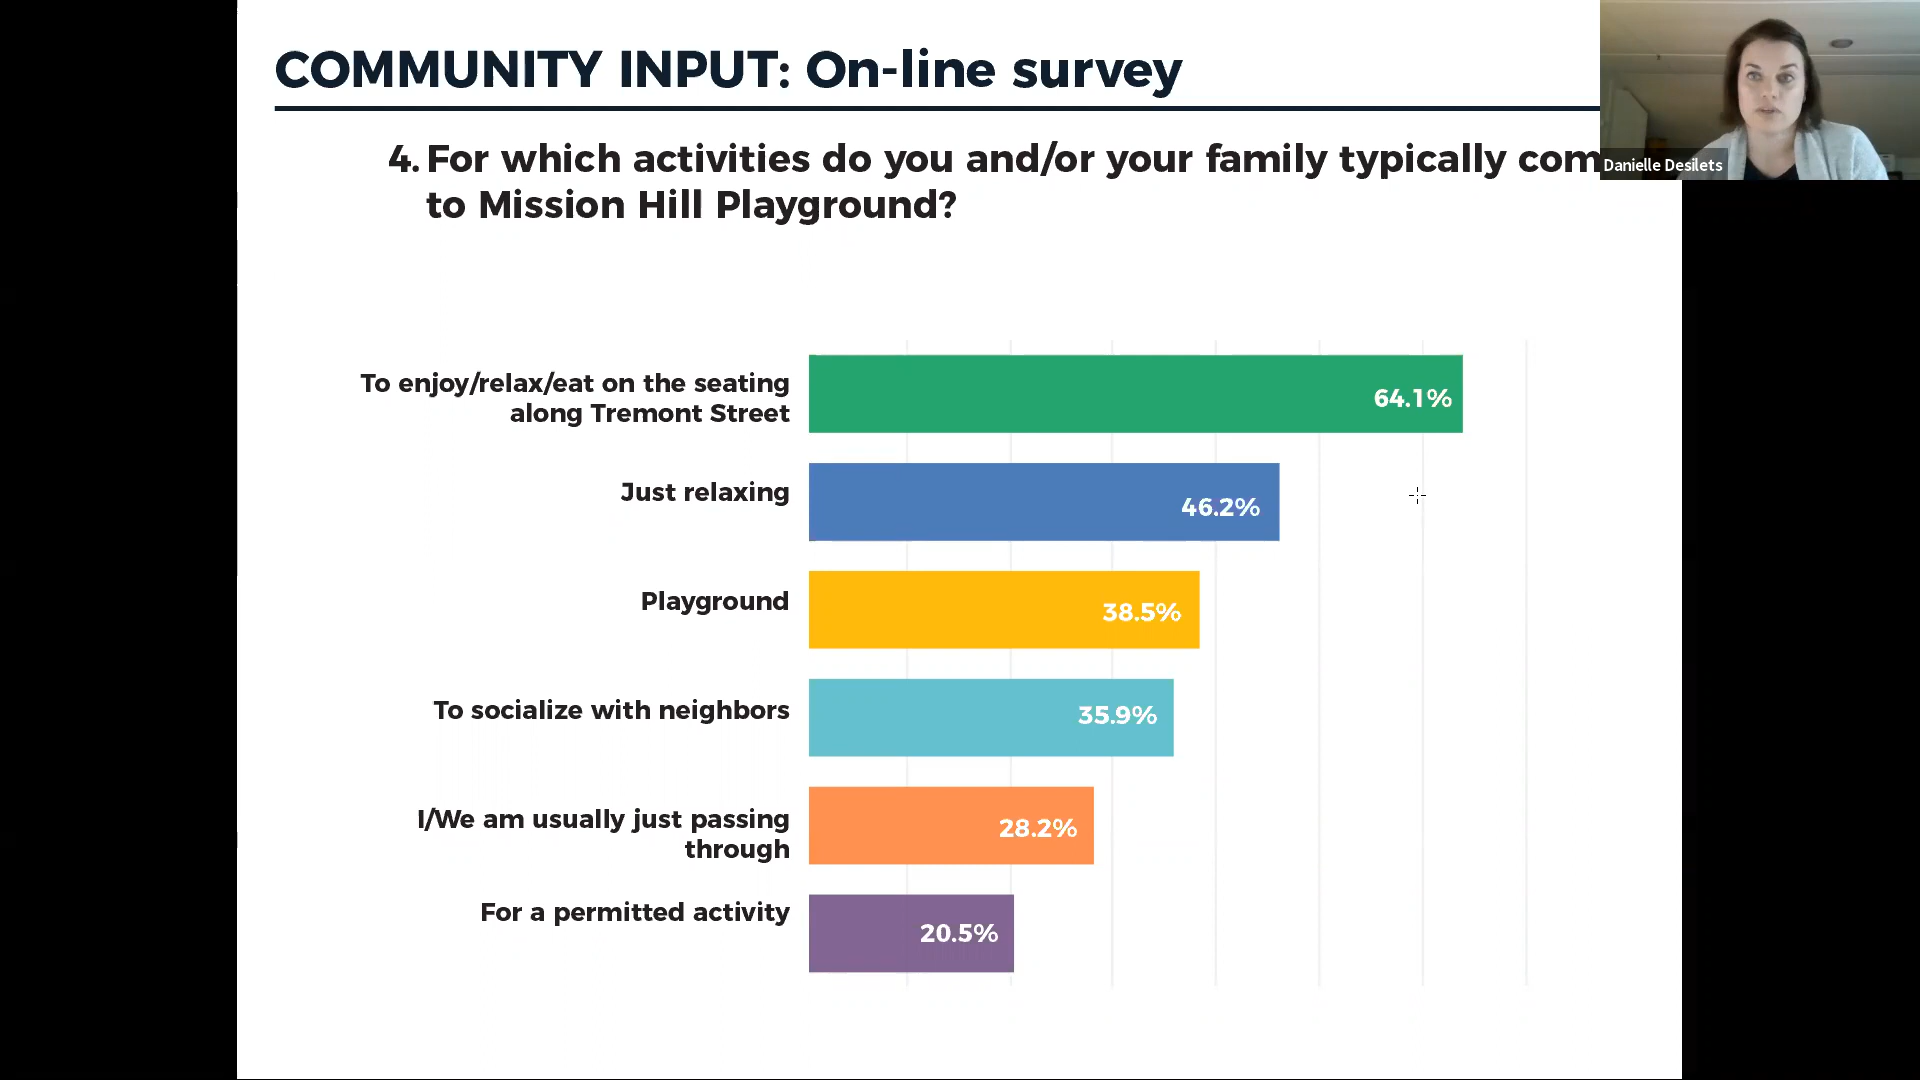 COMMUNITY INPUT: On-line survey
Danielle Desilets
4. For which activities do you and/or your family typically com
to Mission Hill Playground?
To enjoy/relax/eat on the seating
along Tremont Street
64.1%
Just relaxing
46.2%
Playground
38.5%
To socialize with neighbors
35.9%
I/We am usually just passing
through
28.2%
For a permitted activity
20.5%